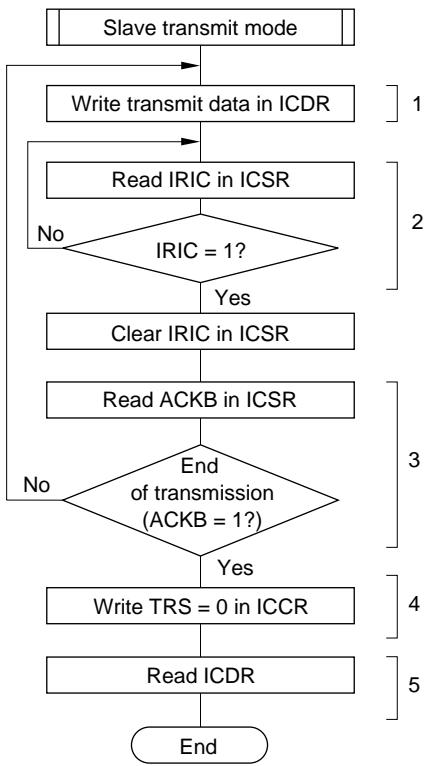 Slave transmit mode
Write transmit data in ICDR
1
Read IRIC in ICSR
2
No
IRIC = 1?
Yes
Clear IRIC in ICSR
Read ACKB in ICSR
3
End
No
of transmission
(ACKB = 1?)
Yes
Write TRS = 0 in ICCR
4
Read ICDR
5
End